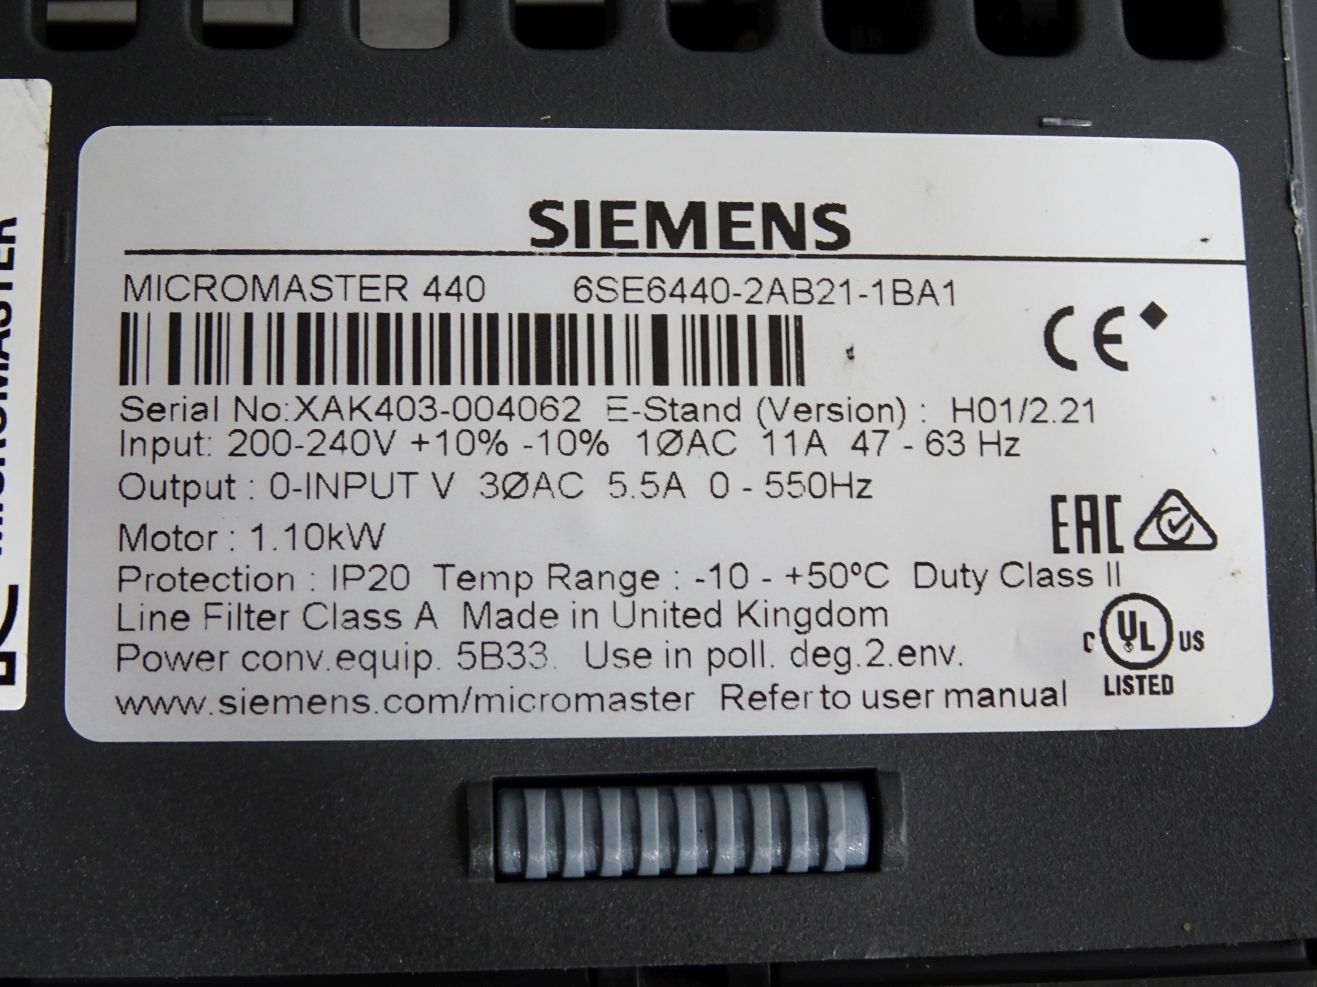 SIEMENS
MICROMASTER 440 6SE6440-2AB21-1BA1
CE
Serial No:XAK403-004062 E-Stand (Version) : H01/2.21
Input: 200-240V +10% -10% 1ØAC 11A 47 - 63 Hz
Output : 0-INPUT V 3ØAC 5.5A 0 - 550Hz
EAC
Motor : 1.10kW
Protection : IP20 Temp Range : -10 - +50ºC Duty Class II
Line Filter Class A Made in United Kingdom
C UL US
LISTED
Power conv.equip. 5B33. Use in poll. deg.2.env.
www.siemens.com/micromaster Refer to user manual
MICROMASTER